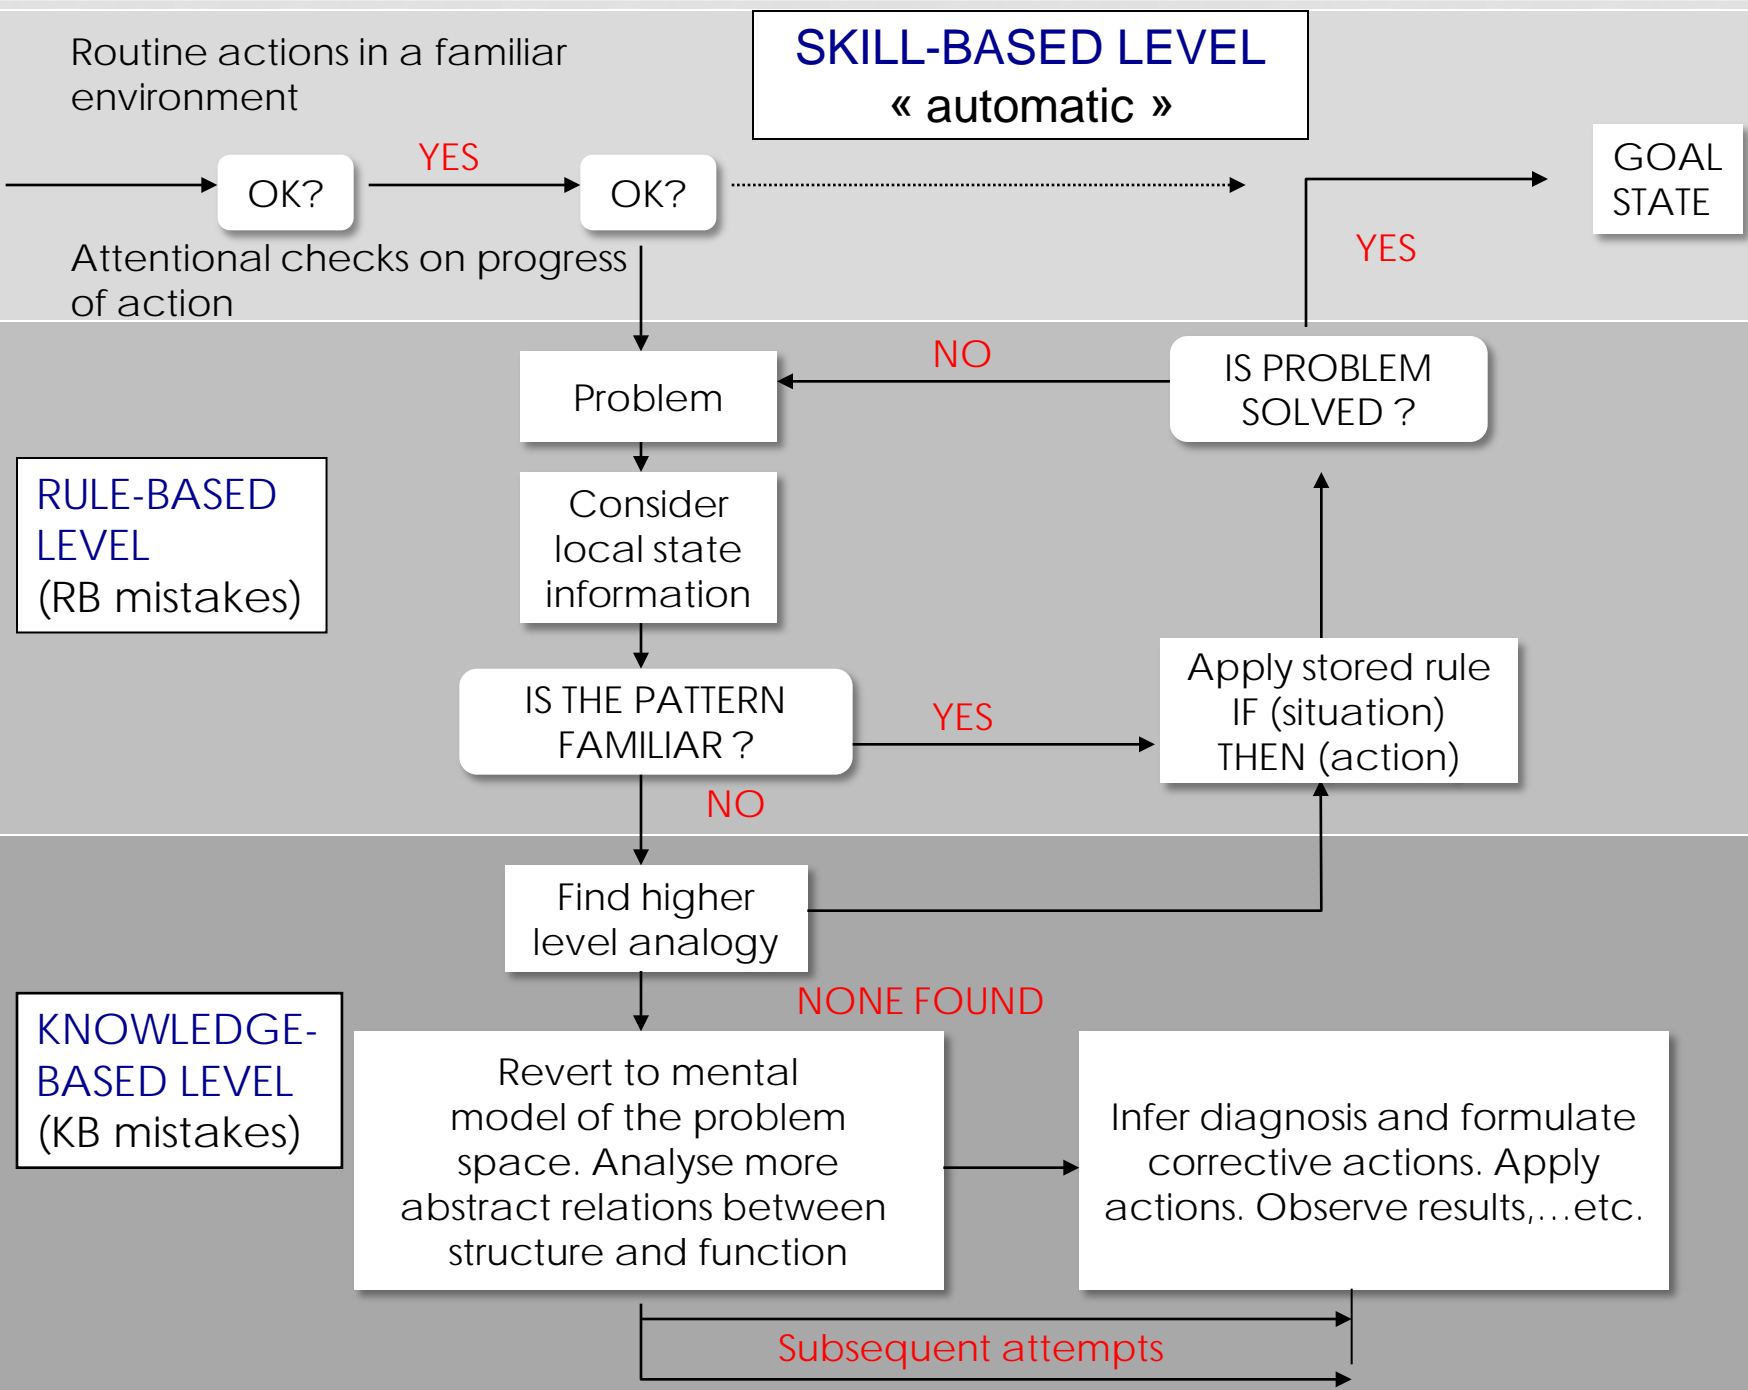 Routine actions in a familiar
environment
SKILL-BASED LEVEL
« automatic »
OK?
YES
OK?
GOAL
STATE
YES
Attentional checks on progress
of action
Problem
NO
IS PROBLEM
SOLVED ?
RULE-BASED
LEVEL
(RB mistakes)
Consider
local state
information
IS THE PATTERN
FAMILIAR ?
YES
Apply stored rule
IF (situation)
THEN (action)
NO
Find higher
level analogy
NONE FOUND
KNOWLEDGE-
BASED LEVEL
(KB mistakes)
Revert to mental
model of the problem
space. Analyse more
abstract relations between
structure and function
Infer diagnosis and formulate
corrective actions. Apply
actions. Observe results,...etc.
Subsequent attempts